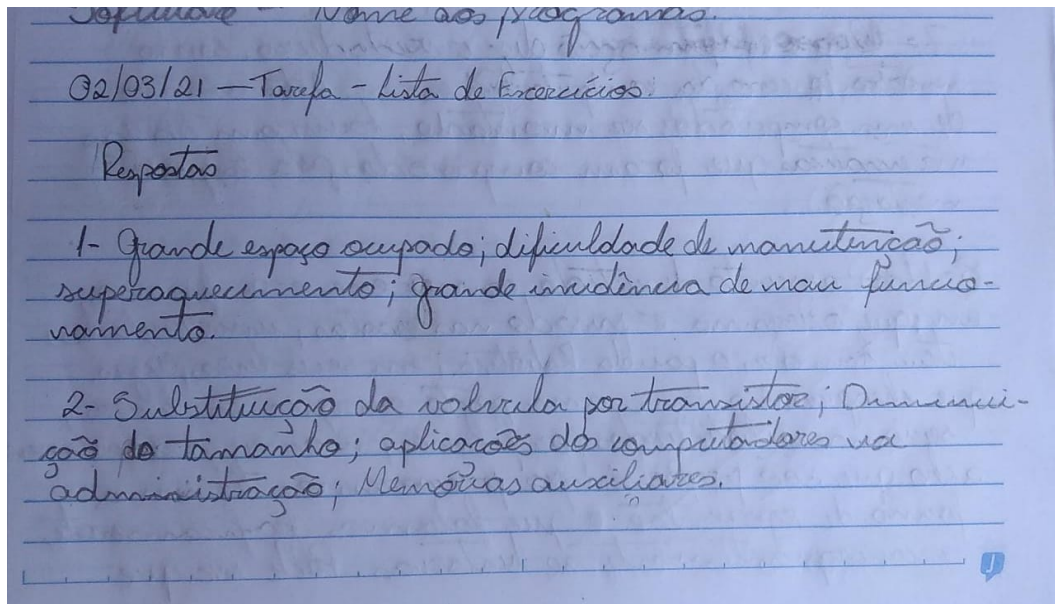 Software - Nome aos programas.
02/03/21 — Tarefa - Lista de Exercícios.
Respostas
1- Grande espaço ocupado; dificuldade de manutenção;
superaquecimento; grande incidência de mau funcio-
namento.
2- Substituição da volvula por transistor; Diminui-
ção do tamanho; aplicações dos computadores na
administração; Memórias auxiliares.